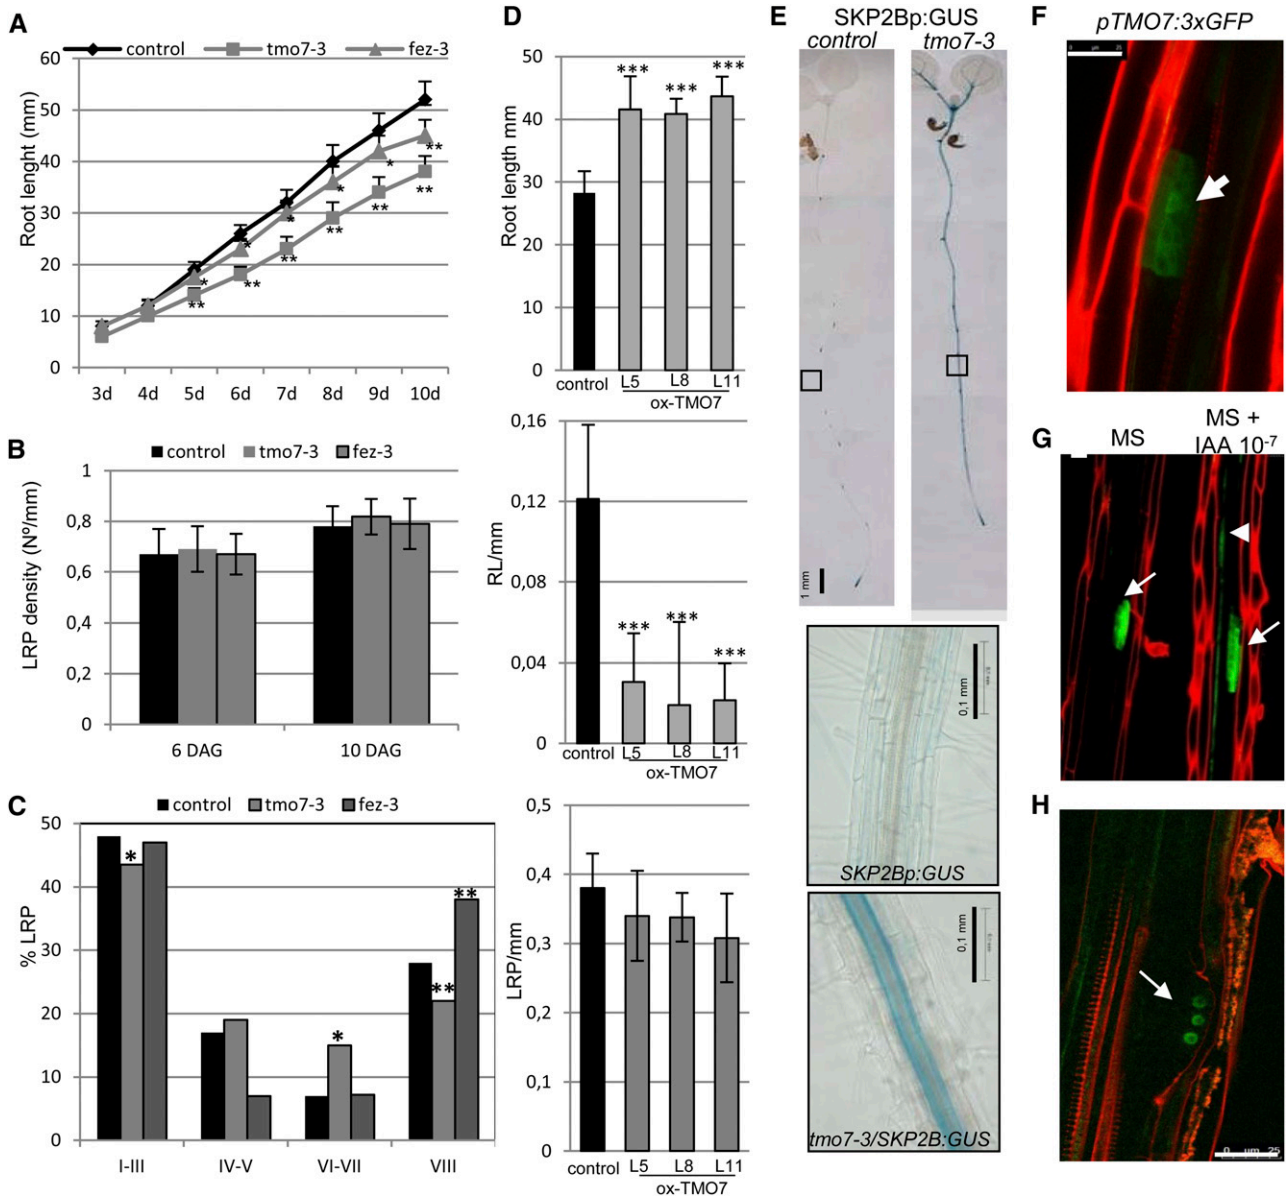 A
control tmo7-3 fez-3
Root lenght (mm)
60
50
40
30
20
10
0
3d 4d 5d 6d 7d 8d 9d 10d
* * * * * *
** ** ** ** ** ** **
B
control tmo7-3 fez-3
LRP density (Nº/mm)
1
0,8
0,6
0,4
0,2
0
6 DAG 10 DAG
C
control tmo7-3 fez-3
% LRP
50
40
30
20
10
0
* * ** **
I-III IV-V VI-VII VIII
D
Root length mm
50
40
30
20
10
0
*** *** ***
control L5 L8 L11
ox-TMO7
RL/mm
0,16
0,12
0,08
0,04
0
*** *** ***
control L5 L8 L11
ox-TMO7
LRP/mm
0,5
0,4
0,3
0,2
0,1
0
control L5 L8 L11
ox-TMO7
E
SKP2Bp:GUS
control tmo7-3
1 mm
0,1 mm
SKP2Bp:GUS
0,1 mm
tmo7-3/SKP2B:GUS
F
pTMO7:3xGFP
0 µm 25
G
MS
MS +
IAA 10⁻⁷
H
0 µm 25